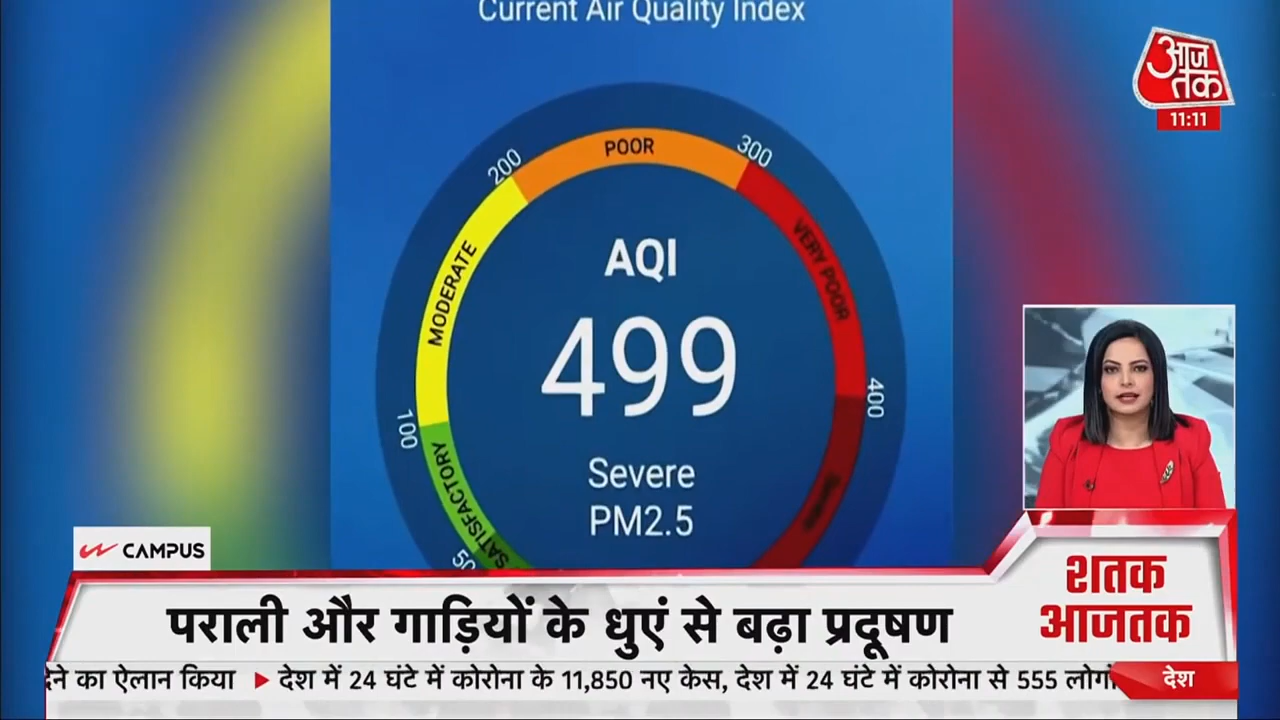 Current Air Quality Index
आज
तक
11:11
200
POOR
300
MODERATE
VERY POOR
AQI
499
100
400
Severe
PM2.5
SATISFACTORY
50
CAMPUS
शतक
आजतक
पराली और गाड़ियों के धुएं से बढ़ा प्रदूषण
देने का ऐलान किया ▶ देश में 24 घंटे में कोरोना के 11,850 नए केस, देश में 24 घंटे में कोरोना से 555 लोगों
देश